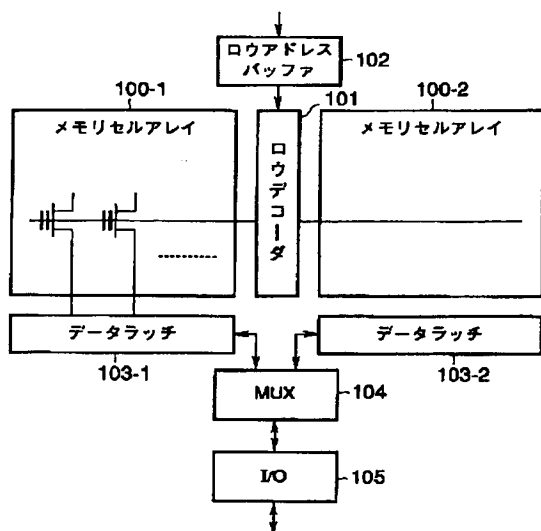 ロウアドレス
バッファ
102
100-1
101
100-2
メモリセルアレイ
ロウデコーダ
メモリセルアレイ
データラッチ
データラッチ
103-1
103-2
MUX
104
I/O
105